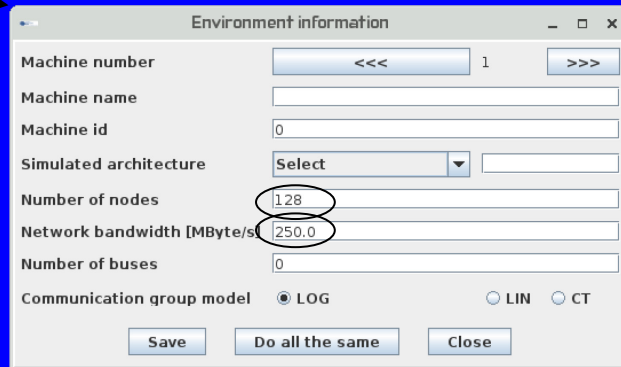 Environment information
Machine number <<< 1 >>>
Machine name
Machine id 0
Simulated architecture Select
Number of nodes 128
Network bandwidth [MByte/s] 250.0
Number of buses 0
Communication group model LOG LIN CT
Save Do all the same Close